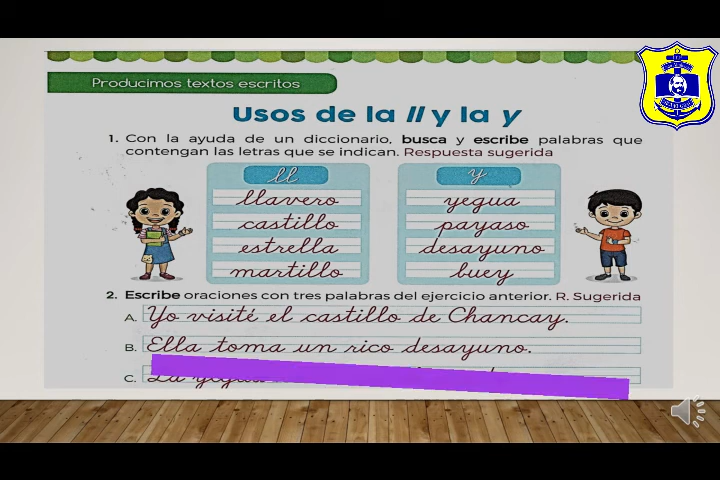 Producimos textos escritos
Usos de la ll y la y
1. Con la ayuda de un diccionario, busca y escribe palabras que
contengan las letras que se indican. Respuesta sugerida
ll
llavero
castillo
estrella
martillo
y
yegua
payaso
desayuno
buey
2. Escribe oraciones con tres palabras del ejercicio anterior. R. Sugerida
A. Yo visité el castillo de Chancay.
B. Ella toma un rico desayuno.
C. La yegua